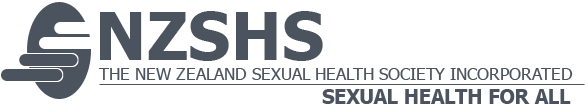 NZSHS
THE NEW ZEALAND SEXUAL HEALTH SOCIETY INCORPORATED
SEXUAL HEALTH FOR ALL